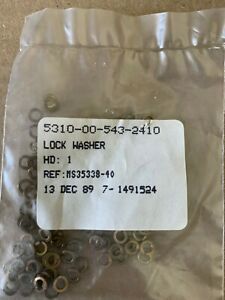 5310-00-543-2410
LOCK WASHER
HD: 1
REF:MS35338-40
13 DEC 89 7-1491524